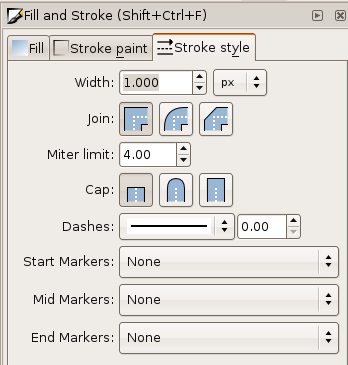 Fill and Stroke (Shift+Ctrl+F)
Fill Stroke paint Stroke style
Width: 1.000 px
Join:
Miter limit: 4.00
Cap:
Dashes: 0.00
Start Markers: None
Mid Markers: None
End Markers: None